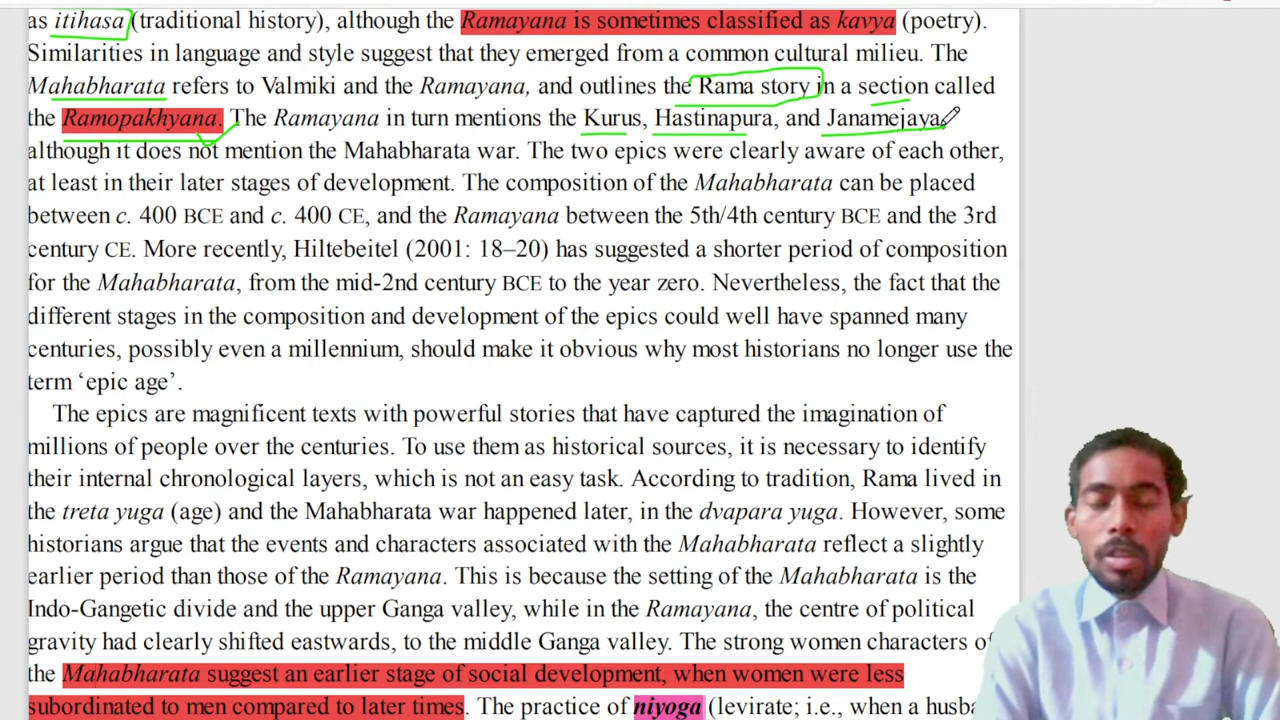 as itihasa (traditional history), although the Ramayana is sometimes classified as kavya (poetry).
Similarities in language and style suggest that they emerged from a common cultural milieu. The
Mahabharata refers to Valmiki and the Ramayana, and outlines the Rama story in a section called
the Ramopakhyana. The Ramayana in turn mentions the Kurus, Hastinapura, and Janamejaya,
although it does not mention the Mahabharata war. The two epics were clearly aware of each other,
at least in their later stages of development. The composition of the Mahabharata can be placed
between c. 400 BCE and c. 400 CE, and the Ramayana between the 5th/4th century BCE and the 3rd
century CE. More recently, Hiltebeitel (2001: 18–20) has suggested a shorter period of composition
for the Mahabharata, from the mid-2nd century BCE to the year zero. Nevertheless, the fact that the
different stages in the composition and development of the epics could well have spanned many
centuries, possibly even a millennium, should make it obvious why most historians no longer use the
term ‘epic age’.
The epics are magnificent texts with powerful stories that have captured the imagination of
millions of people over the centuries. To use them as historical sources, it is necessary to identify
their internal chronological layers, which is not an easy task. According to tradition, Rama lived in
the treta yuga (age) and the Mahabharata war happened later, in the dvapara yuga. However, some
historians argue that the events and characters associated with the Mahabharata reflect a slightly
earlier period than those of the Ramayana. This is because the setting of the Mahabharata is the
Indo-Gangetic divide and the upper Ganga valley, while in the Ramayana, the centre of political
gravity had clearly shifted eastwards, to the middle Ganga valley. The strong women characters of
the Mahabharata suggest an earlier stage of social development, when women were less
subordinated to men compared to later times. The practice of niyoga (levirate; i.e., when a husba